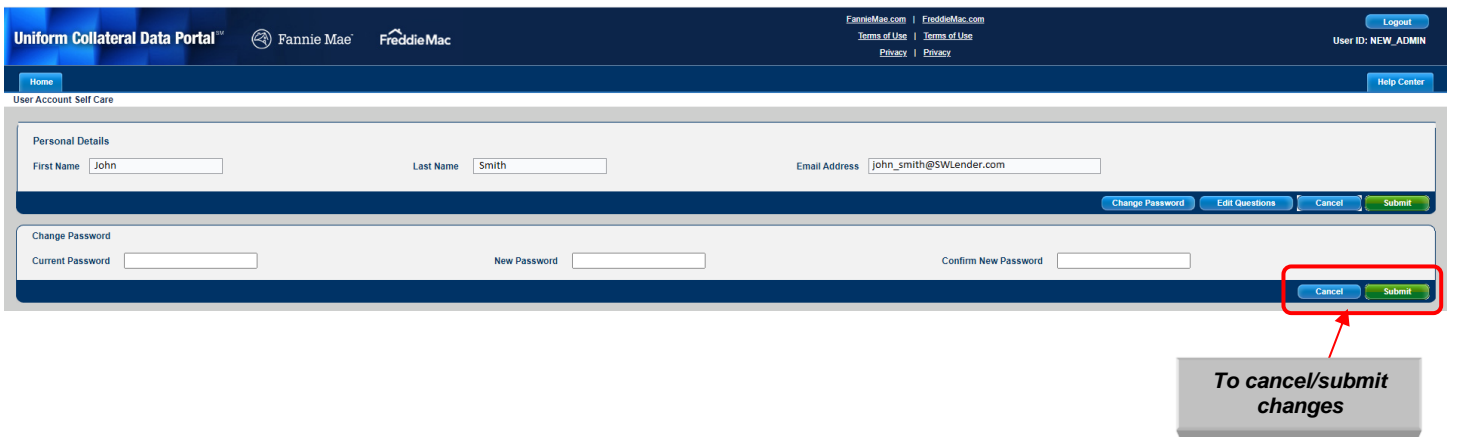 FannieMae.com | FreddieMac.com
Logout
Uniform Collateral Data Portal℠ Fannie Mae® Freddie Mac
Terms of Use | Terms of Use
User ID: NEW_ADMIN
Privacy | Privacy
Home
Help Center
User Account Self Care
Personal Details
First Name John Last Name Smith Email Address john_smith@SWLender.com
Change Password Edit Questions Cancel Submit
Change Password
Current Password New Password Confirm New Password
Cancel Submit
To cancel/submit
changes